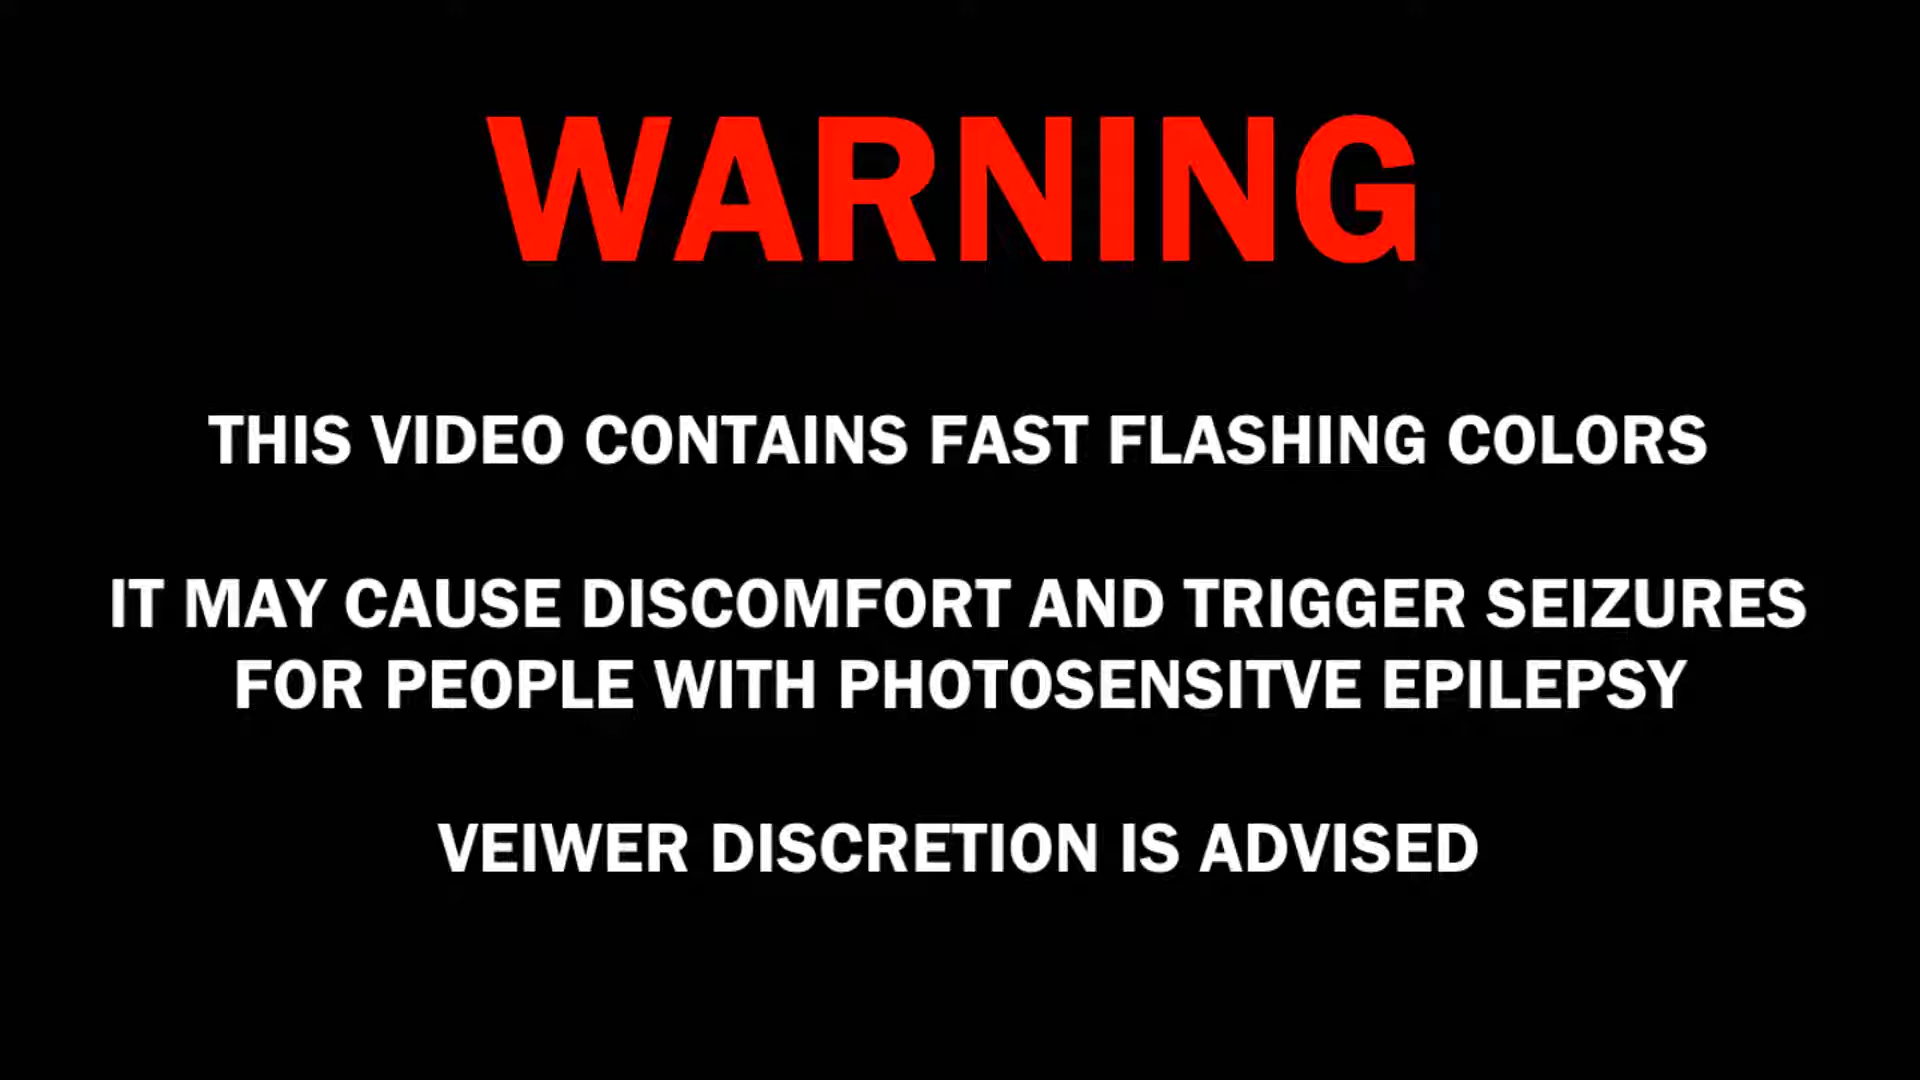 WARNING
THIS VIDEO CONTAINS FAST FLASHING COLORS
IT MAY CAUSE DISCOMFORT AND TRIGGER SEIZURES
FOR PEOPLE WITH PHOTOSENSITVE EPILEPSY
VEIWER DISCRETION IS ADVISED